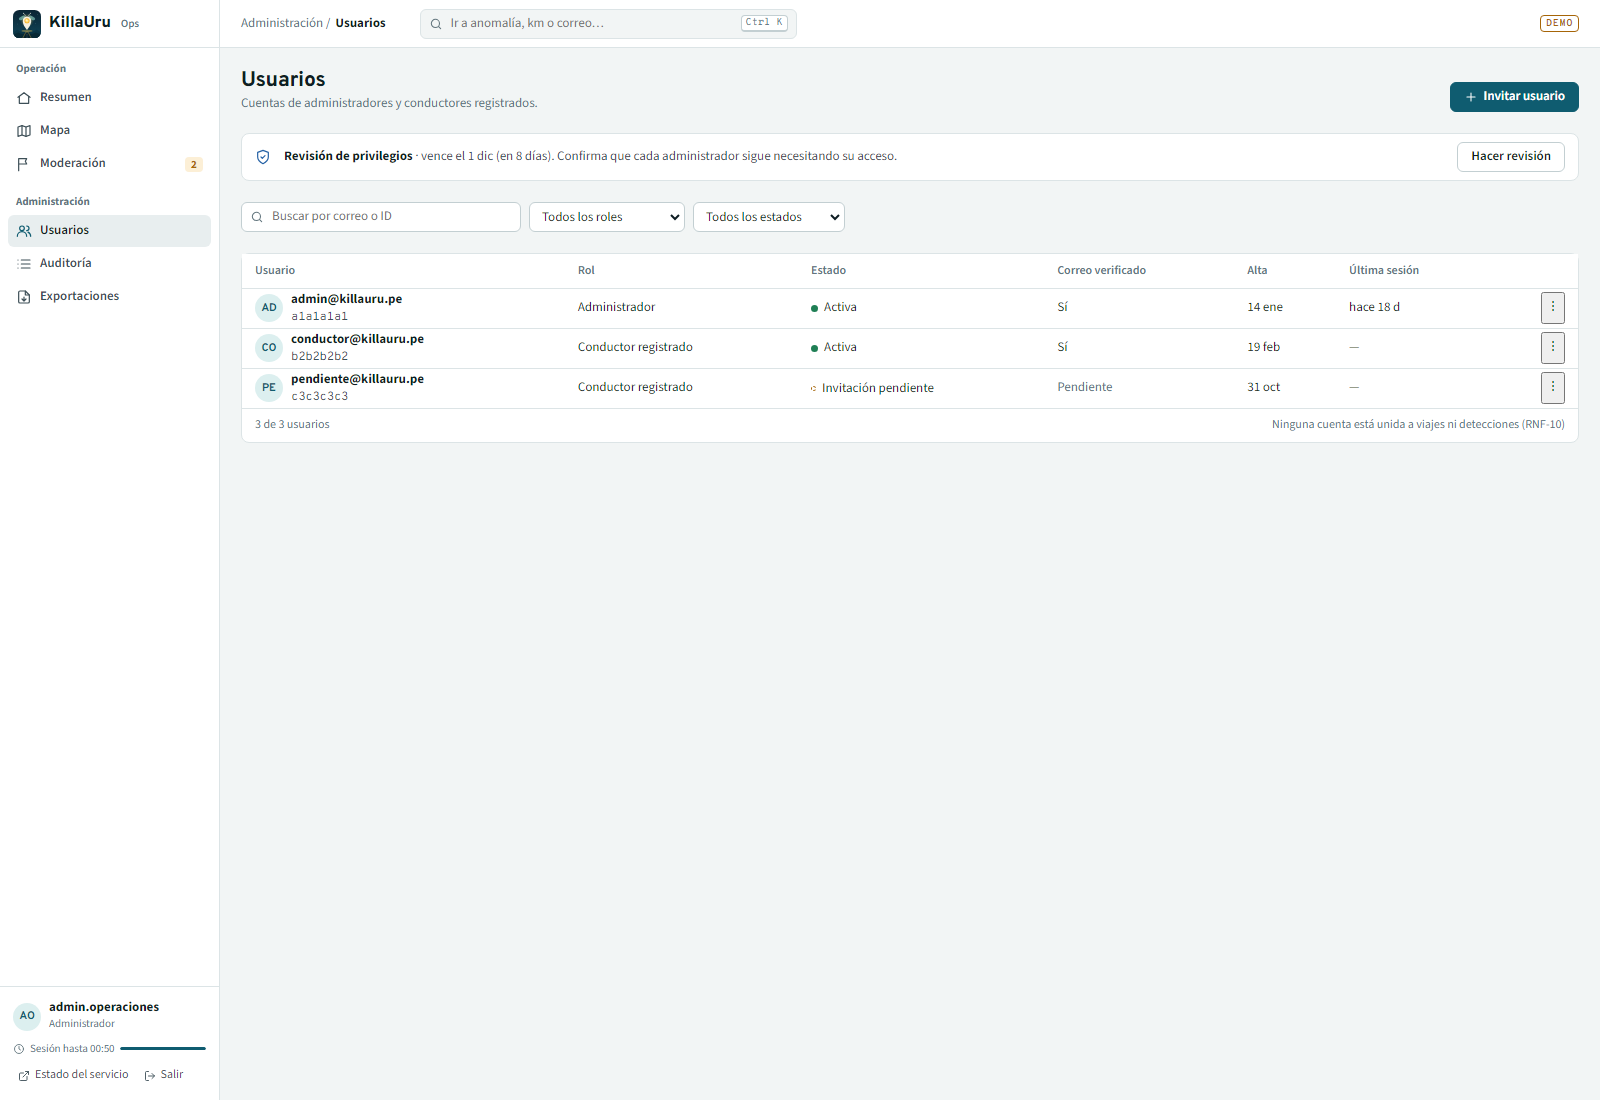 KillaUru Ops
Administración / Usuarios
Ir a anomalía, km o correo…
Ctrl K
DEMO
Operación
Resumen
Mapa
Moderación 2
Administración
Usuarios
Auditoría
Exportaciones
Usuarios
Cuentas de administradores y conductores registrados.
Invitar usuario
Revisión de privilegios · vence el 1 dic (en 8 días). Confirma que cada administrador sigue necesitando su acceso.
Hacer revisión
Buscar por correo o ID
Todos los roles
Todos los estados
Usuario Rol Estado Correo verificado Alta Última sesión
AD admin@killauru.pe Administrador Activa Sí 14 ene hace 18 d
a1a1a1a1
CO conductor@killauru.pe Conductor registrado Activa Sí 19 feb —
b2b2b2b2
PE pendiente@killauru.pe Conductor registrado Invitación pendiente Pendiente 31 oct —
c3c3c3c3
3 de 3 usuarios
Ninguna cuenta está unida a viajes ni detecciones (RNF-10)
AO admin.operaciones
Administrador
Sesión hasta 00:50
Estado del servicio
Salir